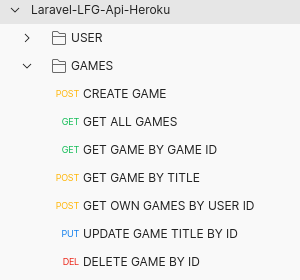 Laravel-LFG-Api-Heroku
USER
GAMES
POST CREATE GAME
GET GET ALL GAMES
GET GET GAME BY GAME ID
POST GET GAME BY TITLE
POST GET OWN GAMES BY USER ID
PUT UPDATE GAME TITLE BY ID
DEL DELETE GAME BY ID